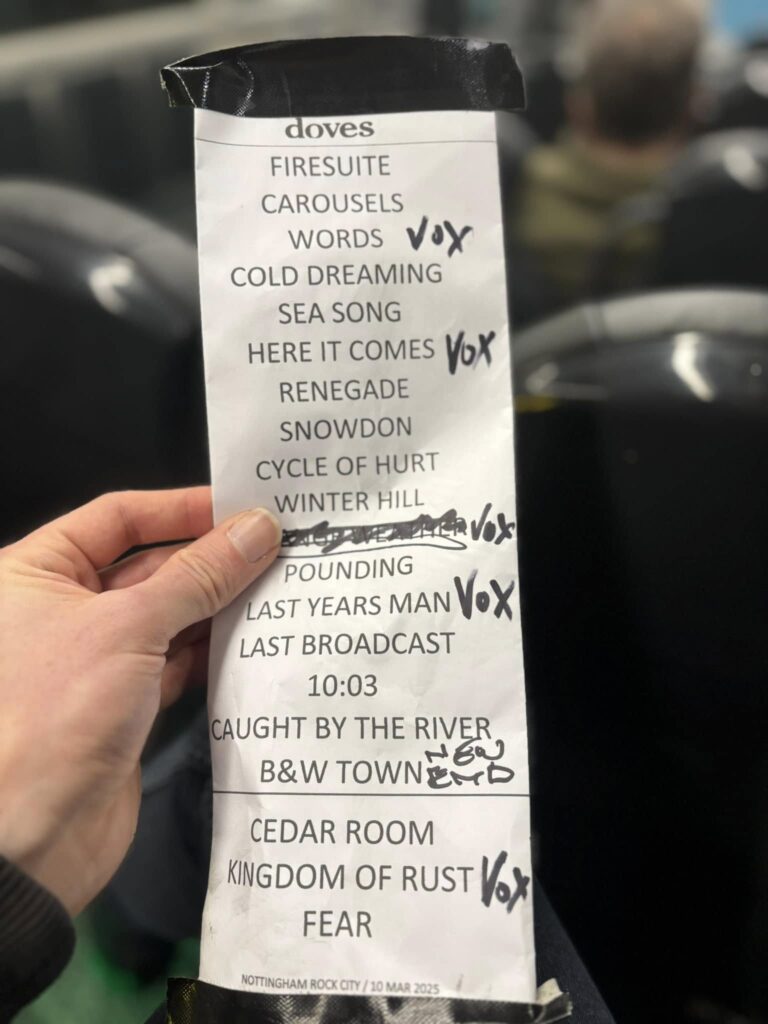 doves
FIRESUITE
CAROUSELS
WORDS VOX
COLD DREAMING
SEA SONG
HERE IT COMES VOX
RENEGADE
SNOWDON
CYCLE OF HURT
WINTER HILL
WEATHER VOX
POUNDING
LAST YEARS MAN VOX
LAST BROADCAST
10:03
CAUGHT BY THE RIVER
B&W TOWN NEW END
CEDAR ROOM
KINGDOM OF RUST VOX
FEAR
NOTTINGHAM ROCK CITY / 10 MAR 2025